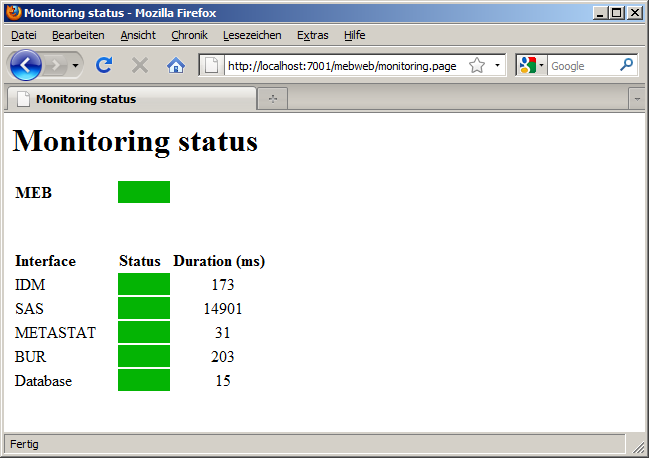 Monitoring status - Mozilla Firefox
Datei Bearbeiten Ansicht Chronik Lesezeichen Extras Hilfe
http://localhost:7001/mebweb/monitoring.page Google
Monitoring status
Monitoring status
MEB
Interface Status Duration (ms)
IDM 173
SAS 14901
METASTAT 31
BUR 203
Database 15
Fertig